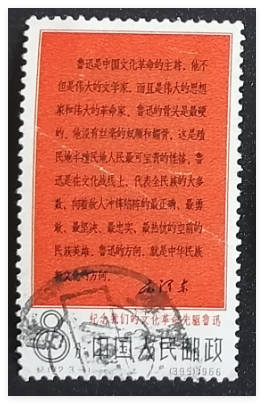 鲁迅是中国文化革命的主将，他不
但是伟大的文学家，而且是伟大的思想
家和伟大的革命家。鲁迅的骨头是最硬
的，他没有丝毫的奴颜和媚骨，这是殖
民地半殖民地人民最可宝贵的性格。鲁
迅是在文化战线上，代表全民族的大多
数，向着敌人冲锋陷阵的最正确、最勇
敢、最坚决、最忠实、最热忱的空前的
民族英雄。鲁迅的方向，就是中华民族
新文化的方向。
毛泽东
纪念我们的文化革命先驱鲁迅
8分 中国人民邮政
纪122.3-1 (395) 1966